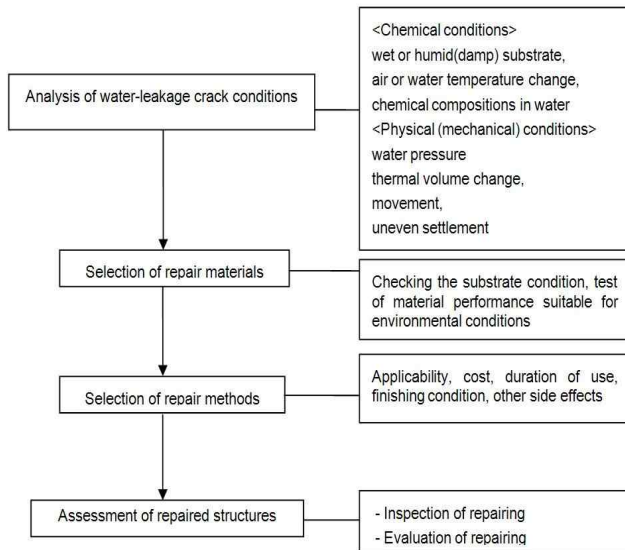 Analysis of water-leakage crack conditions
<Chemical conditions>
wet or humid(damp) substrate,
air or water temperature change,
chemical compositions in water
<Physical (mechanical) conditions>
water pressure
thermal volume change,
movement,
uneven settlement
Selection of repair materials
Checking the substrate condition, test
of material performance suitable for
environmental conditions
Selection of repair methods
Applicability, cost, duration of use,
finishing condition, other side effects
Assessment of repaired structures
- Inspection of repairing
- Evaluation of repairing